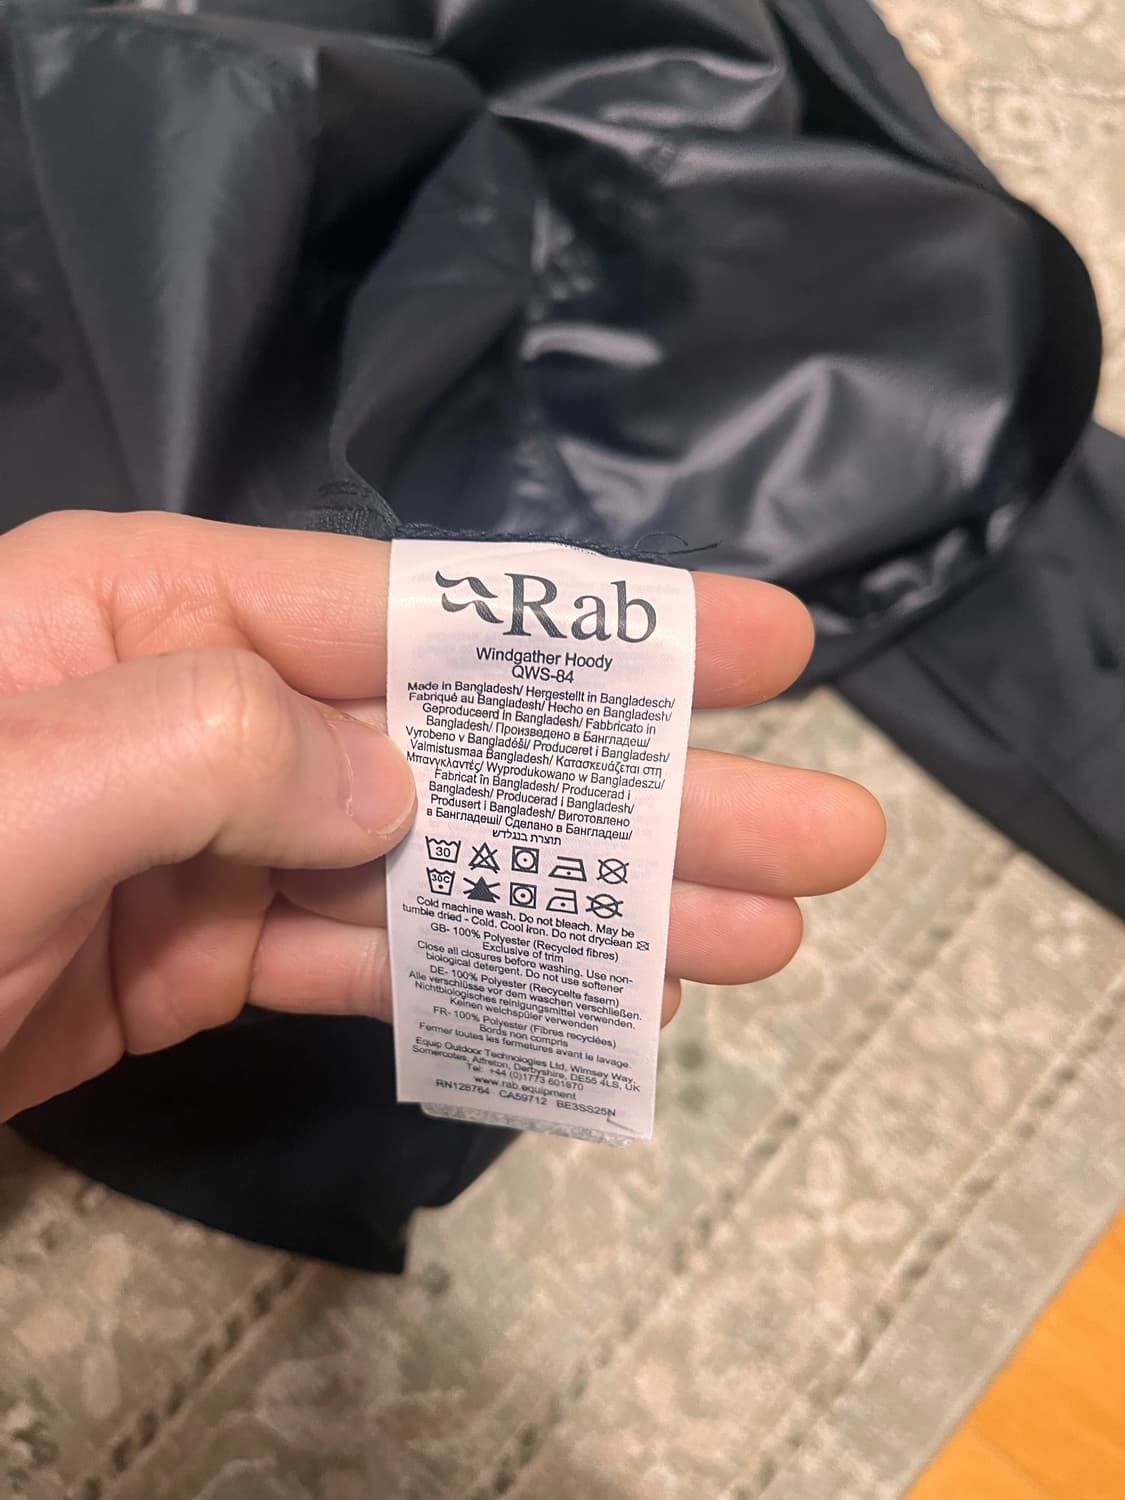 Rab
Windgather Hoody
QWS-84
Made in Bangladesh/ Hergestellt in Bangladesch/
Fabriqué au Bangladesh/ Hecho en Bangladesh/
Geproduceerd in Bangladesh/ Fabbricato in
Bangladesh/ Произведено в Бангладеш/
Vyrobeno v Bangladéši/ Produceret i Bangladesh/
Valmistusmaa Bangladesh/ Κατασκευάζεται στη
Μπανγκλαντές/ Wyprodukowano w Bangladeszu/
Fabricat în Bangladesh/ Producerad i
Bangladesh/ Producerad i Bangladesh/
Produsert i Bangladesh/ Виготовлено
в Бангладеші/ Сделано в Бангладеш/
תוצרת בנגלדש
30
30C
Cold machine wash. Do not bleach. May be
tumble dried - Cold. Cool Iron. Do not dryclean
GB- 100% Polyester (Recycled fibres)
Exclusive of trim
Close all closures before washing. Use non-
biological detergent. Do not use softener
DE- 100% Polyester (Recycelte fasern)
Alle verschlüsse vor dem waschen verschließen.
Nichtbiologisches reinigungsmittel verwenden.
Keinen weichspüler verwenden
FR- 100% Polyester (Fibres recyclées)
Bords non compris
Fermer toutes les fermetures avant le lavage.
Equip Outdoor Technologies Ltd, Wimsey Way,
Somercotes, Alfreton, Derbyshire, DE55 4LS, UK
Tel: +44 (0)1773 601870
www.rab.equipment
RN128764 CA59712 BE3SS25N